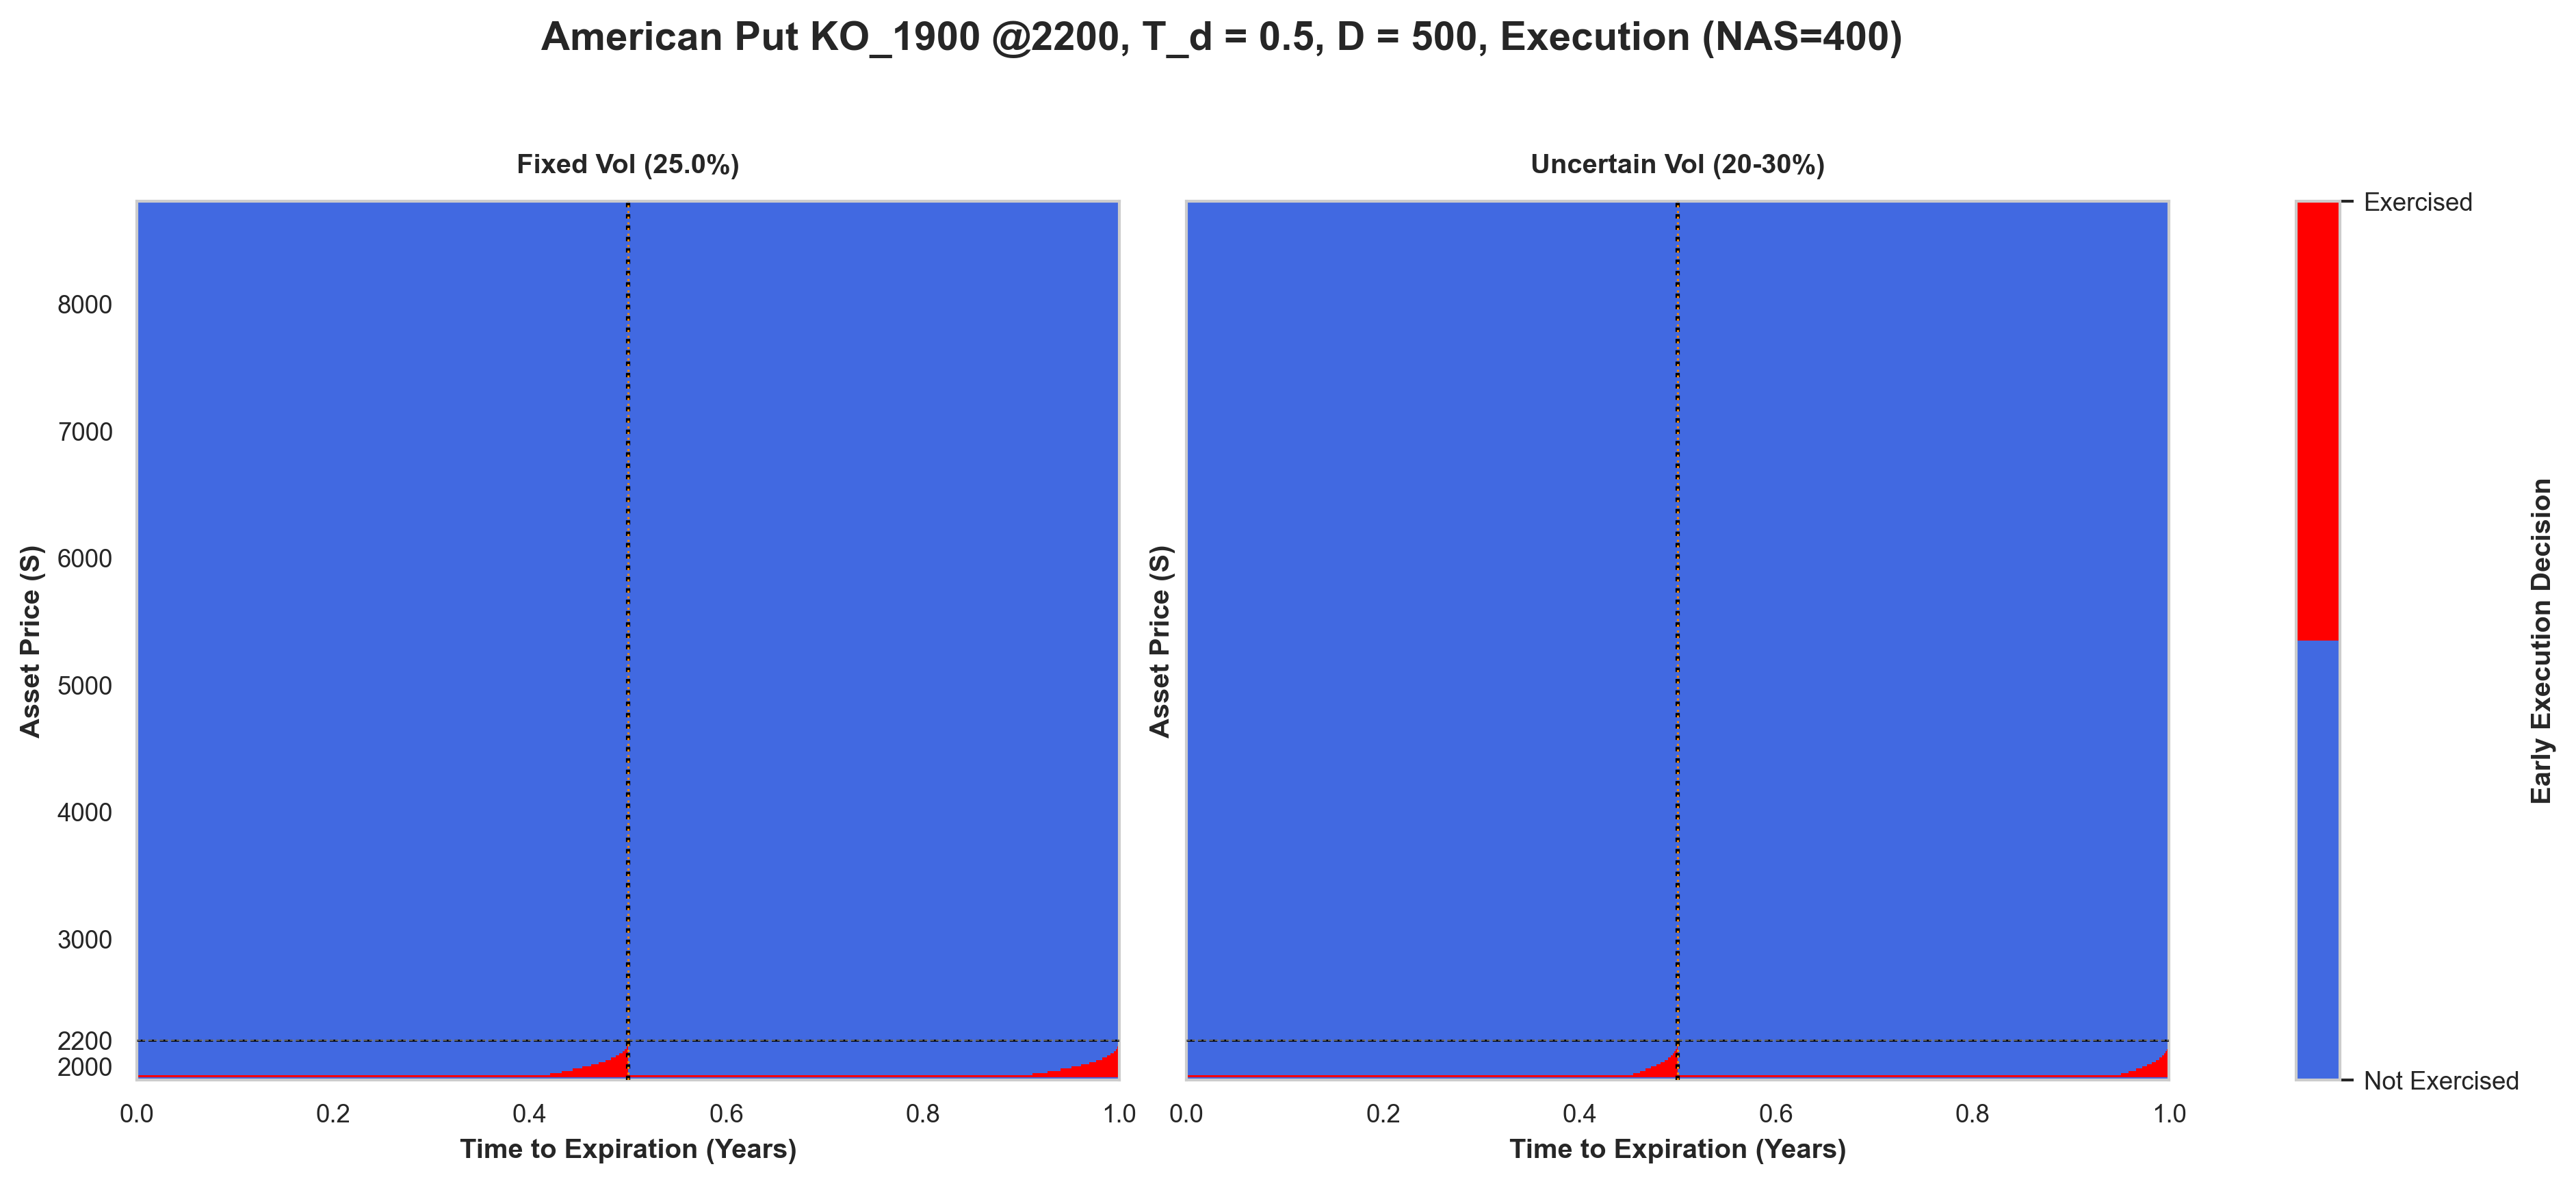 American Put KO_1900 @2200, T_d = 0.5, D = 500, Execution (NAS=400)
Fixed Vol (25.0%)
Asset Price (S)
8000
7000
6000
5000
4000
3000
2200
2000
0.0 0.2 0.4 0.6 0.8 1.0
Time to Expiration (Years)
Uncertain Vol (20-30%)
Asset Price (S)
0.0 0.2 0.4 0.6 0.8 1.0
Time to Expiration (Years)
Exercised
Not Exercised
Early Execution Decision